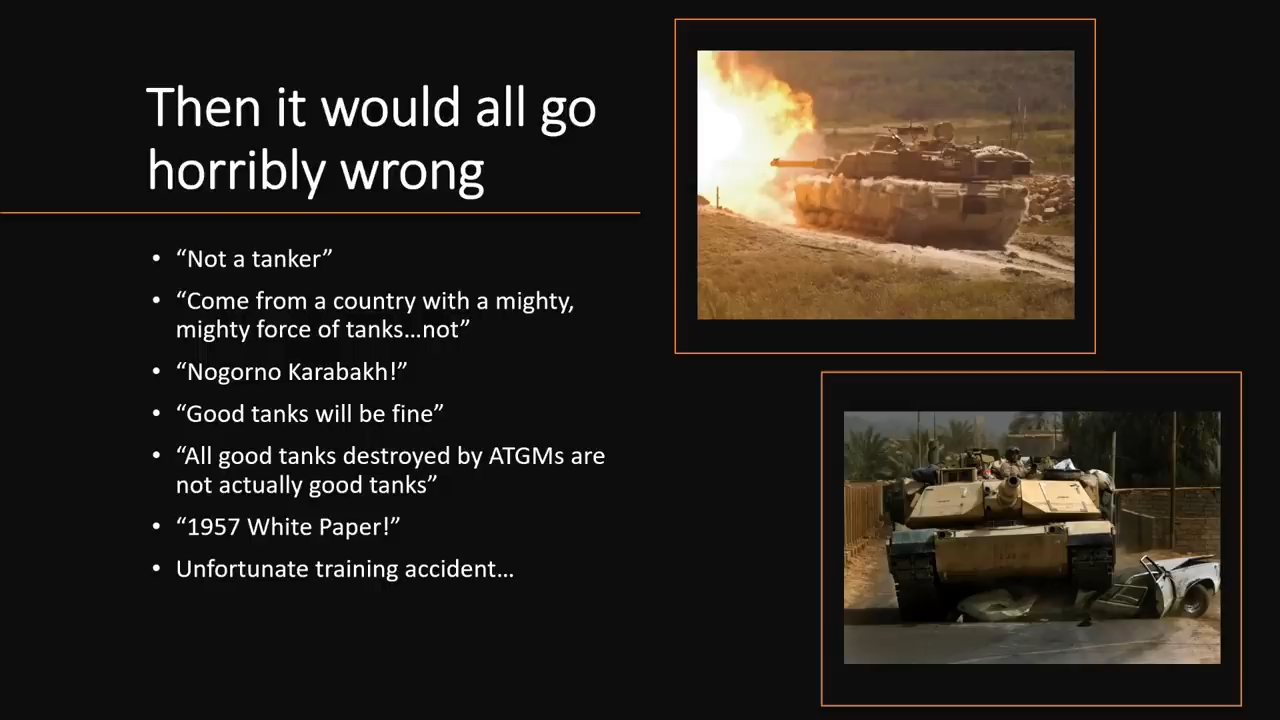 Then it would all go
horribly wrong
• “Not a tanker”
• “Come from a country with a mighty,
mighty force of tanks…not”
• “Nogorno Karabakh!”
• “Good tanks will be fine”
• “All good tanks destroyed by ATGMs are
not actually good tanks”
• “1957 White Paper!”
• Unfortunate training accident…